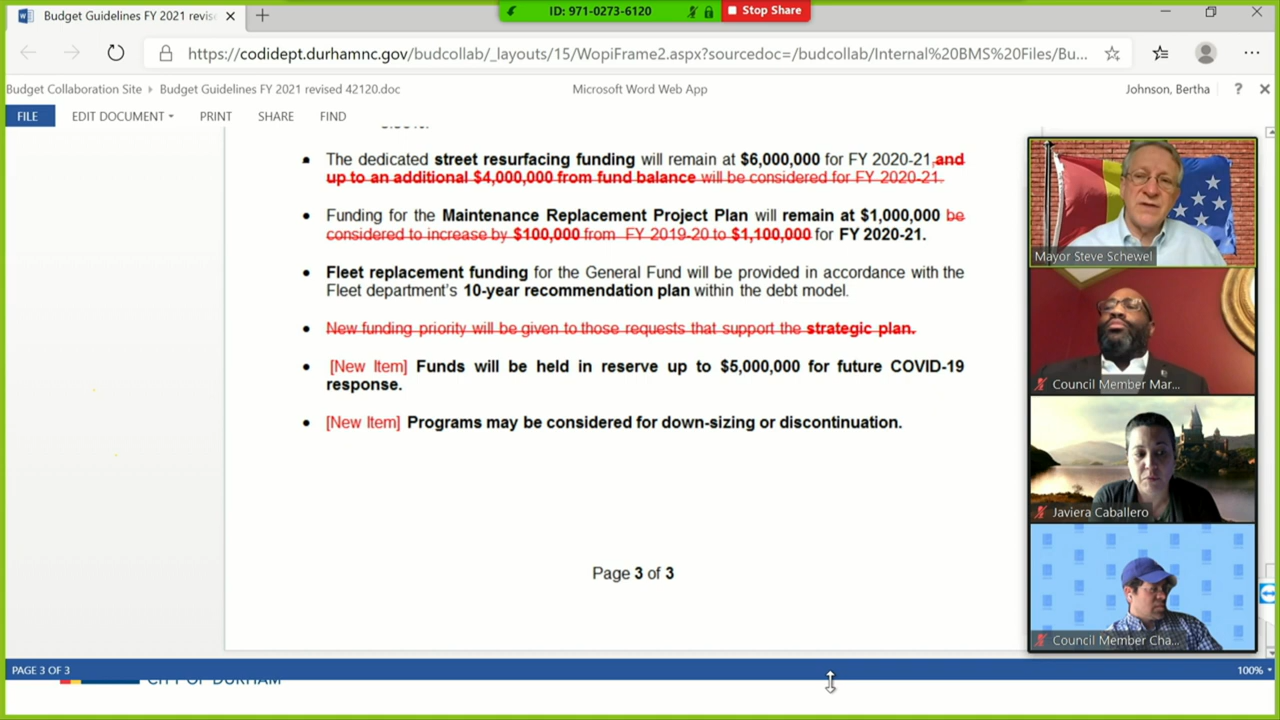 Budget Guidelines FY 2021 revise
ID: 971-0273-6120
Stop Share
https://codidept.durhamnc.gov/budcollab/_layouts/15/WopiFrame2.aspx?sourcedoc=/budcollab/Internal%20BMS%20Files/Bu...
Budget Collaboration Site
Budget Guidelines FY 2021 revised 42120.doc
Microsoft Word Web App
Johnson, Bertha
FILE
EDIT DOCUMENT
PRINT
SHARE
FIND
• The dedicated street resurfacing funding will remain at $6,000,000 for FY 2020-21,and
up to an additional $4,000,000 from fund balance will be considered for FY 2020-21.
• Funding for the Maintenance Replacement Project Plan will remain at $1,000,000 be
considered to increase by $100,000 from FY 2019-20 to $1,100,000 for FY 2020-21.
• Fleet replacement funding for the General Fund will be provided in accordance with the
Fleet department's 10-year recommendation plan within the debt model.
• New funding priority will be given to those requests that support the strategic plan.
• [New Item] Funds will be held in reserve up to $5,000,000 for future COVID-19
response.
• [New Item] Programs may be considered for down-sizing or discontinuation.
Page 3 of 3
Mayor Steve Schewel
Council Member Mar...
Javiera Caballero
Council Member Cha...
PAGE 3 OF 3
100%
CITY OF DURHAM